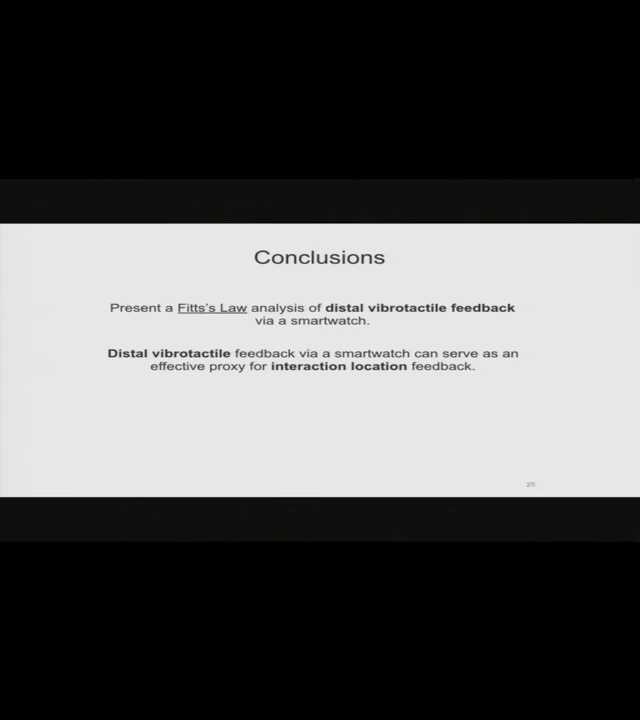 Conclusions
Present a Fitts's Law analysis of distal vibrotactile feedback
via a smartwatch.
Distal vibrotactile feedback via a smartwatch can serve as an
effective proxy for interaction location feedback.
26